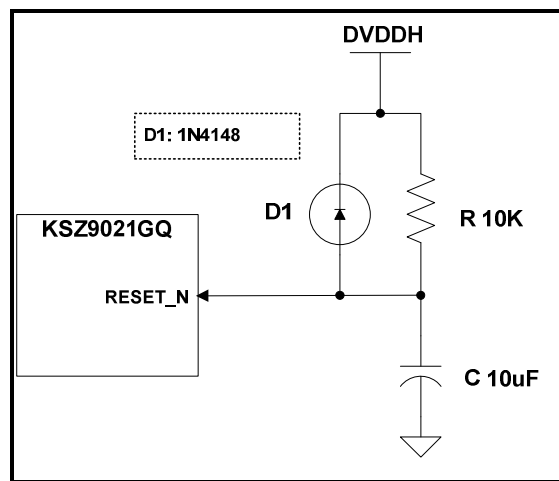 DVDDH
D1: 1N4148
D1
R 10K
KSZ9021GQ
RESET_N
C 10uF